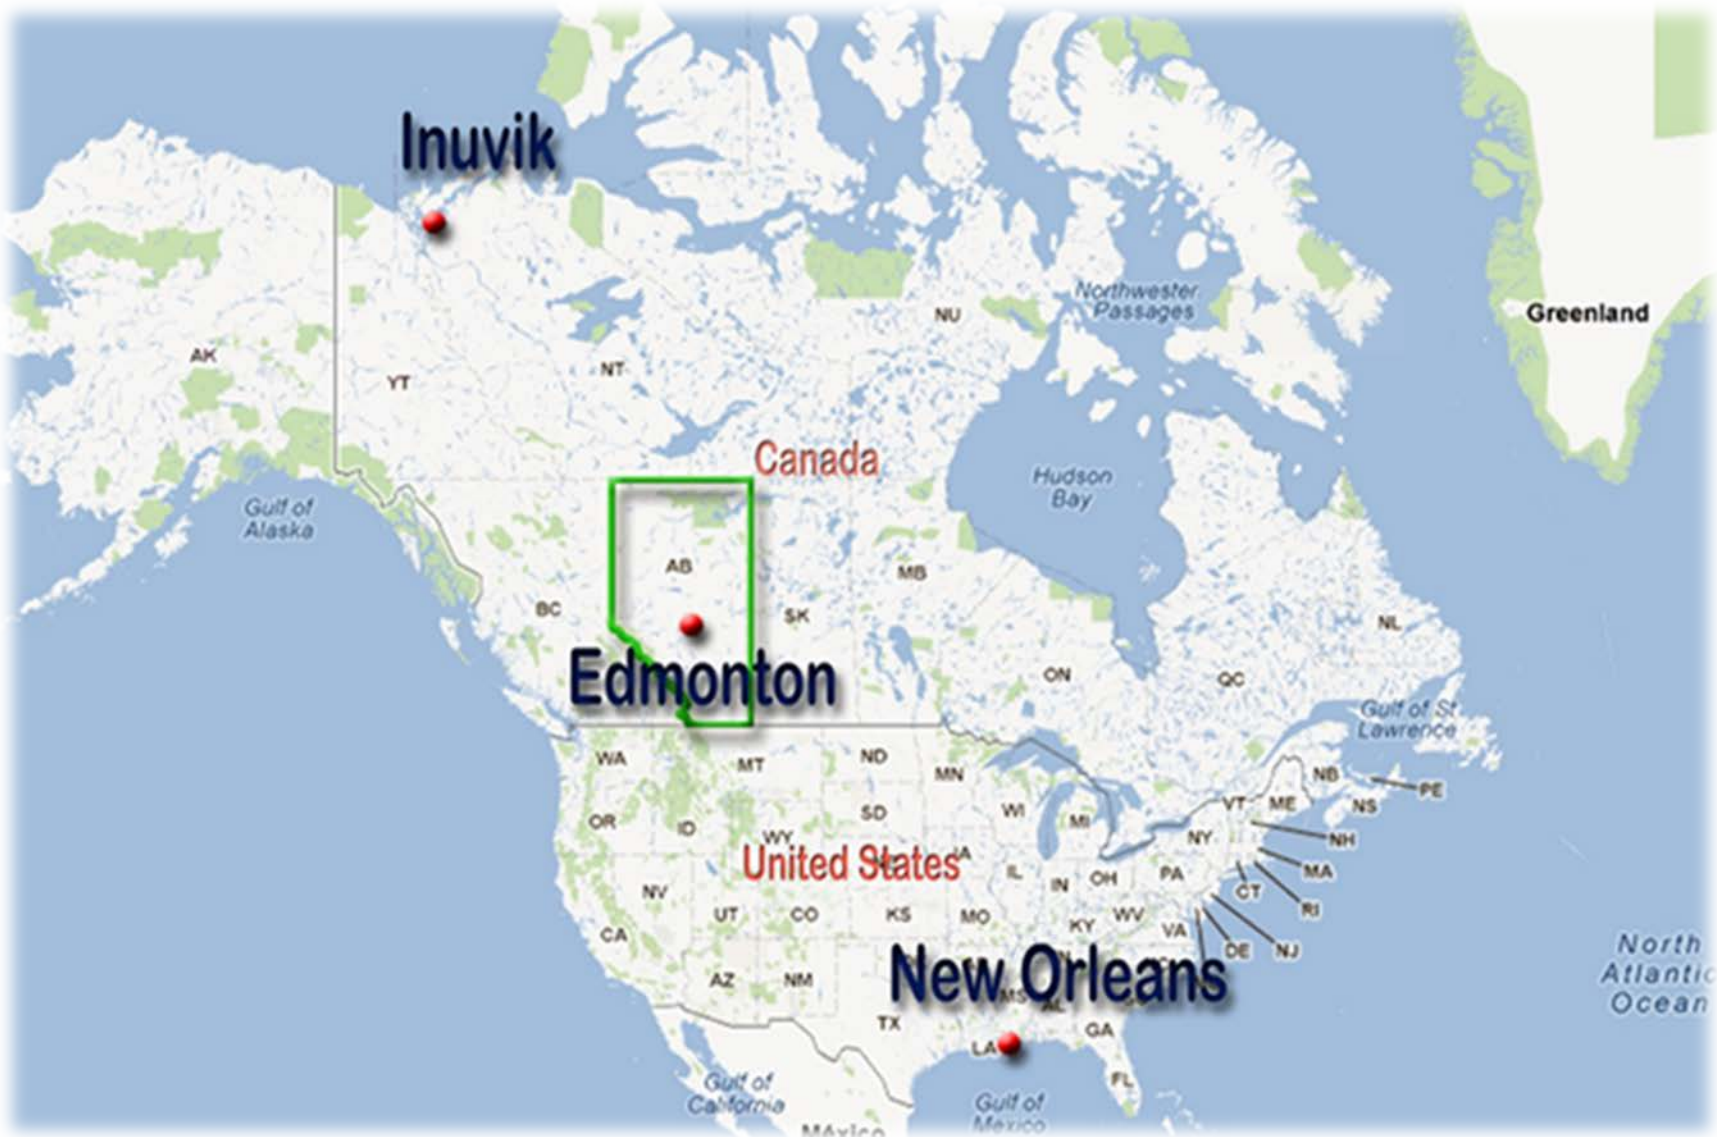 Inuvik
Northwester
Passages
Greenland
NU
AK
YT
NT
Canada
Hudson
Bay
Gulf of
Alaska
AB
MB
BC
SK
NL
Edmonton
ON
QC
Gulf of St
Lawrence
WA
MT
ND
MN
NB
PE
OR
ID
SD
WI
MI
VT
ME
NS
WY
NY
NH
United States
IA
IL
IN
OH
PA
MA
NV
CT
RI
UT
CO
KS
MO
KY
WV
VA
CA
DE
NJ
North
Atlantic
Ocean
New Orleans
AZ
NM
MS
AL
TX
GA
LA
FL
Gulf of
California
Gulf of
Mexico
México